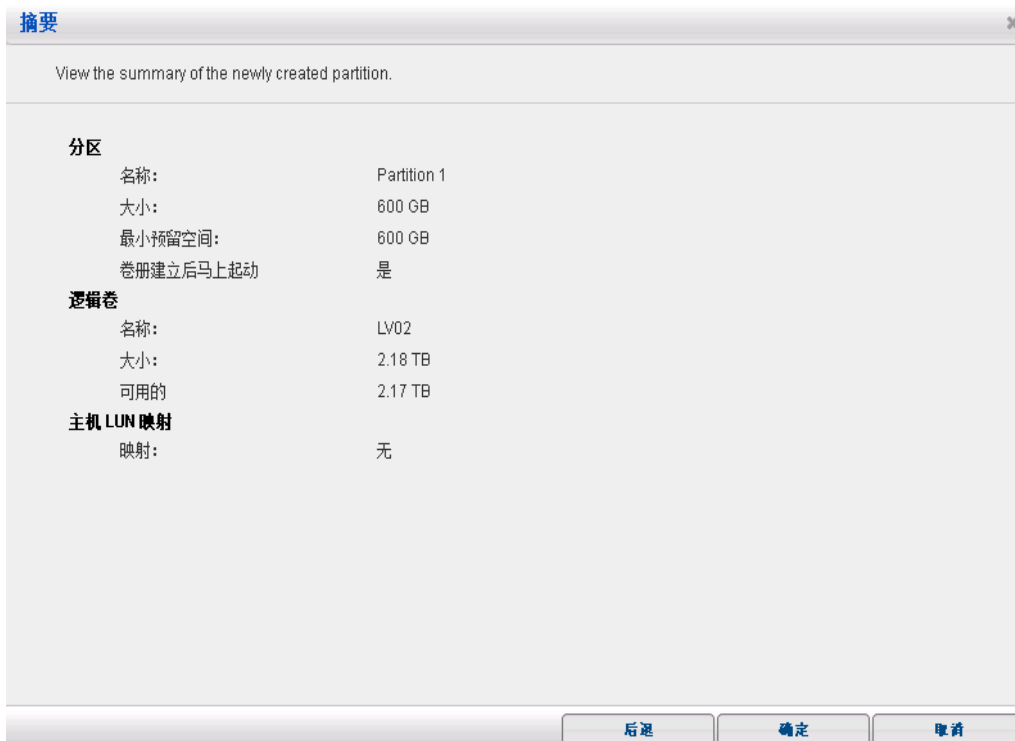 摘要
View the summary of the newly created partition.
分区
名称: Partition 1
大小: 600 GB
最小预留空间: 600 GB
卷册建立后马上起动 是
逻辑卷
名称: LV02
大小: 2.18 TB
可用的 2.17 TB
主机 LUN 映射
映射: 无
后退 确定 取消